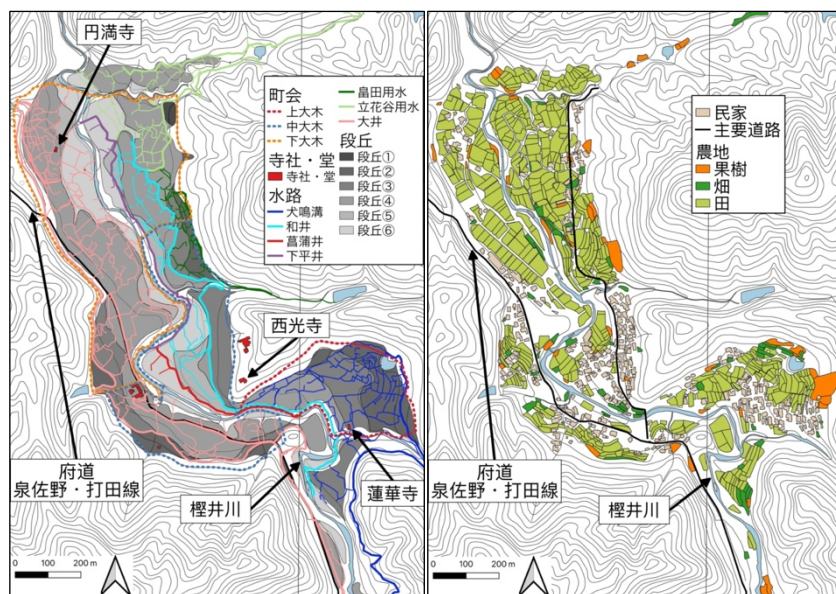 円満寺
町会
上大木
中大木
下大木
寺社・堂
寺社・堂
水路
犬鳴溝
和井
菖蒲井
下平井
畠田用水
立花谷用水
大井
段丘
段丘①
段丘②
段丘③
段丘④
段丘⑤
段丘⑥
西光寺
府道
泉佐野・打田線
樫井川
蓮華寺
0 100 200 m
民家
主要道路
農地
果樹
畑
田
府道
泉佐野・打田線
樫井川
0 100 200 m